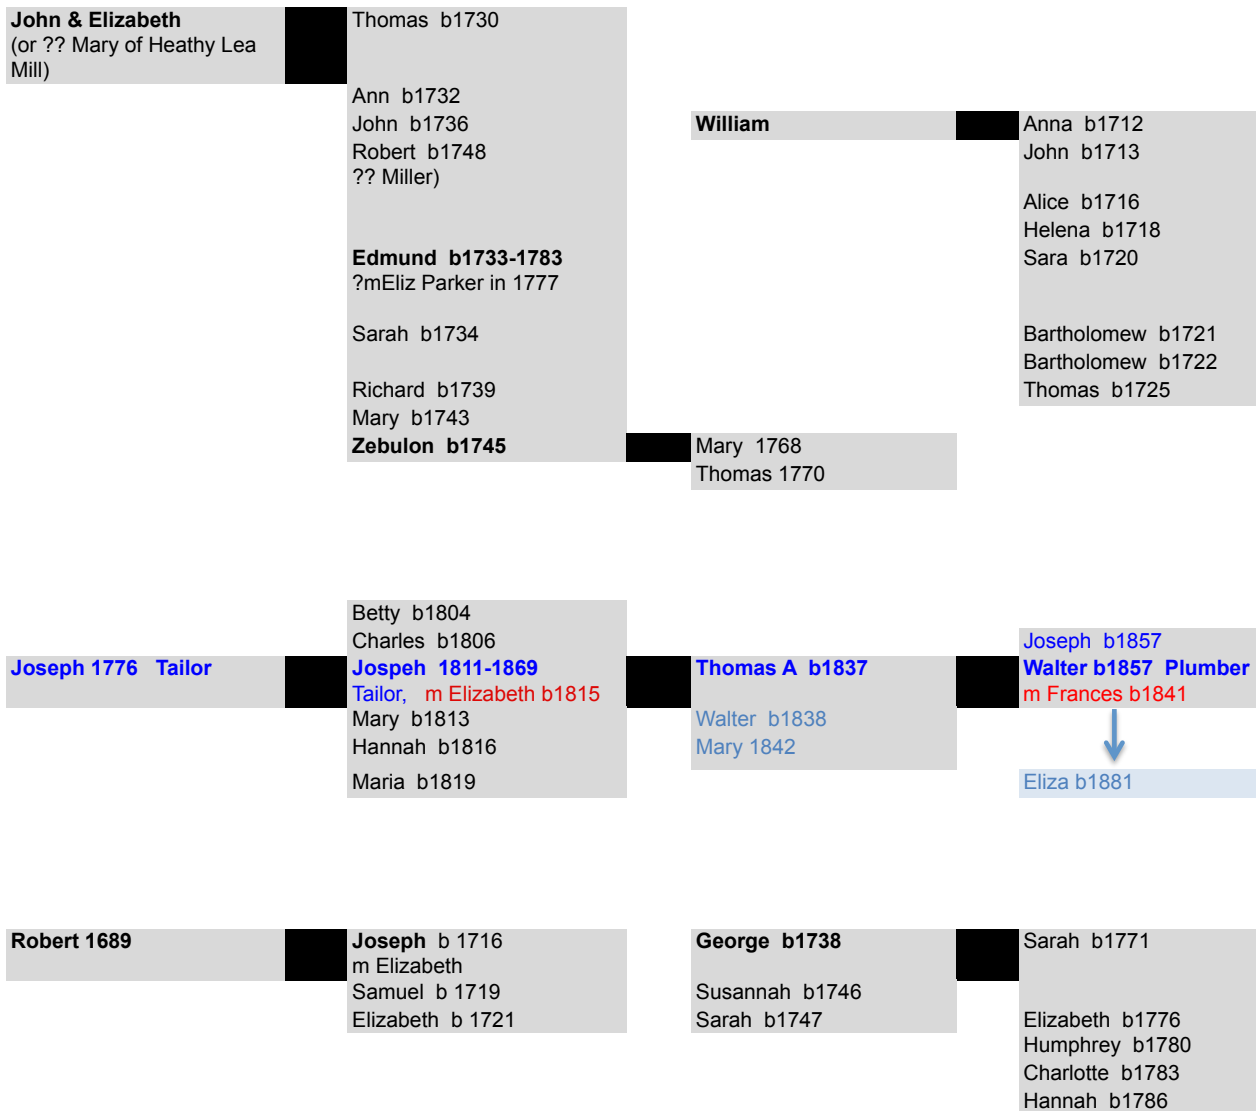 John & Elizabeth
(or ?? Mary of Heathy Lea
Mill)
Thomas b1730
Ann b1732
John b1736
Robert b1748
?? Miller)
Edmund b1733-1783
?mEliz Parker in 1777
Sarah b1734
Richard b1739
Mary b1743
Zebulon b1745
Mary 1768
Thomas 1770
William
Anna b1712
John b1713
Alice b1716
Helena b1718
Sara b1720
Bartholomew b1721
Bartholomew b1722
Thomas b1725
Joseph 1776 Tailor
Betty b1804
Charles b1806
Jospeh 1811-1869
Tailor, m Elizabeth b1815
Mary b1813
Hannah b1816
Maria b1819
Thomas A b1837
Walter b1838
Mary 1842
Joseph b1857
Walter b1857 Plumber
m Frances b1841
Eliza b1881
Robert 1689
Joseph b 1716
m Elizabeth
Samuel b 1719
Elizabeth b 1721
George b1738
Susannah b1746
Sarah b1747
Sarah b1771
Elizabeth b1776
Humphrey b1780
Charlotte b1783
Hannah b1786